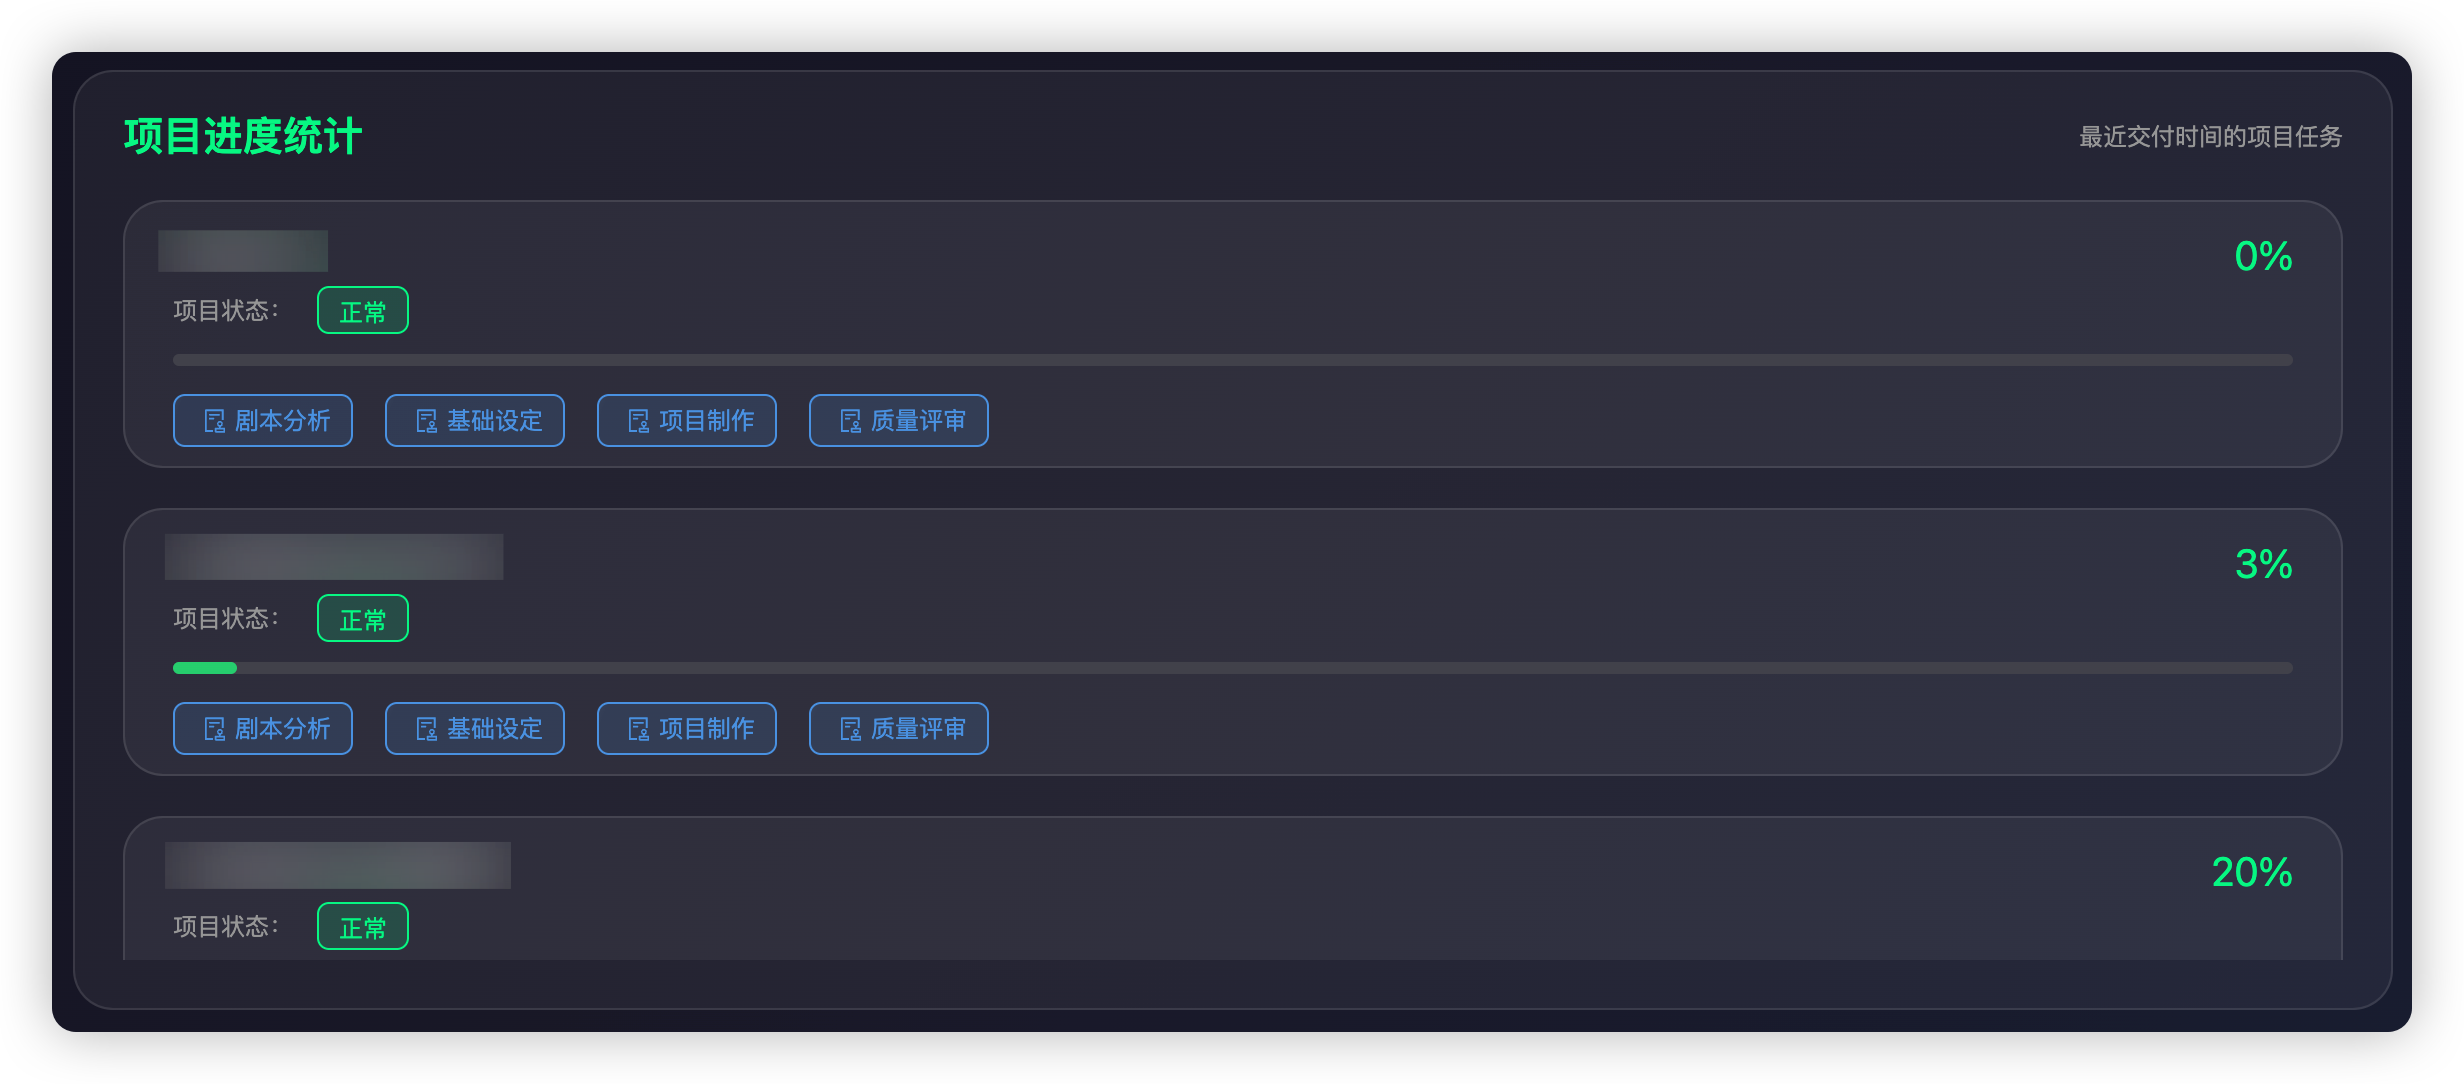 项目进度统计
最近交付时间的项目任务
0%
项目状态： 正常
剧本分析 基础设定 项目制作 质量评审
3%
项目状态： 正常
剧本分析 基础设定 项目制作 质量评审
20%
项目状态： 正常